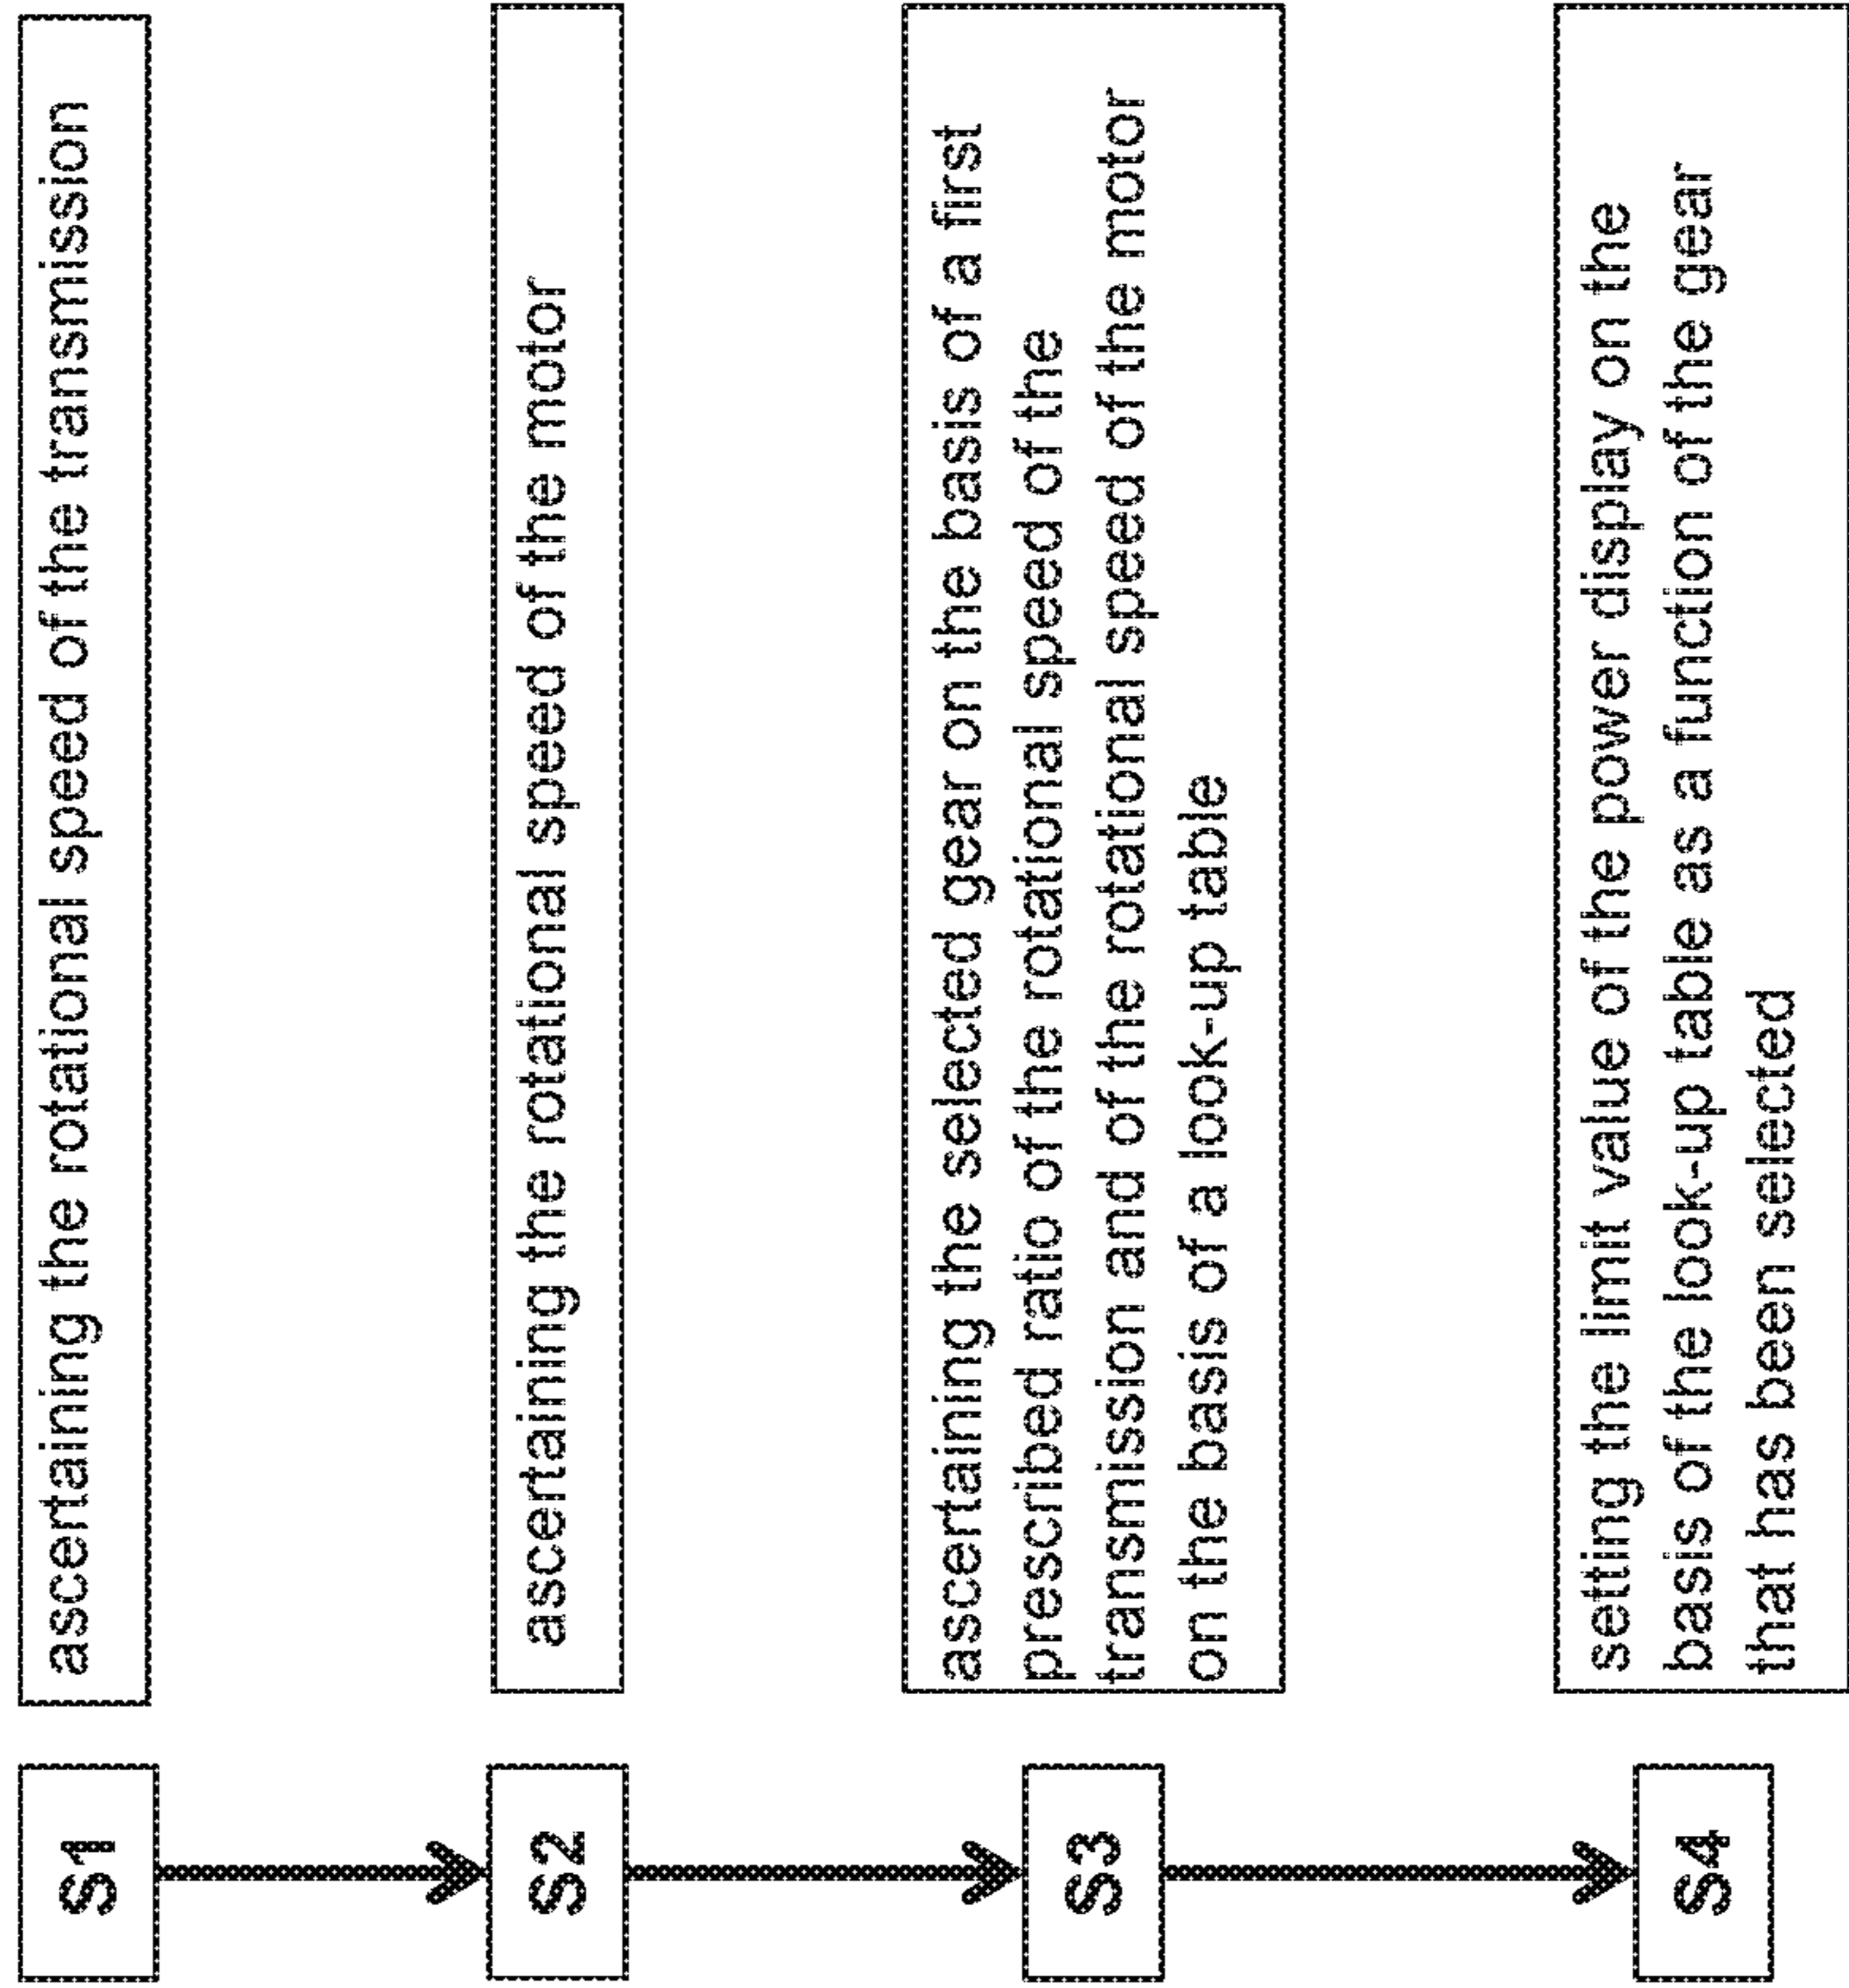 S1
ascertaining the rotational speed of the transmission
S2
ascertaining the rotational speed of the motor
S3
ascertaining the selected gear on the basis of a first
prescribed ratio of the rotational speed of the
transmission and of the rotational speed of the motor
on the basis of a look-up table
S4
setting the limit value of the power display on the
basis of the look-up table as a function of the gear
that has been selected